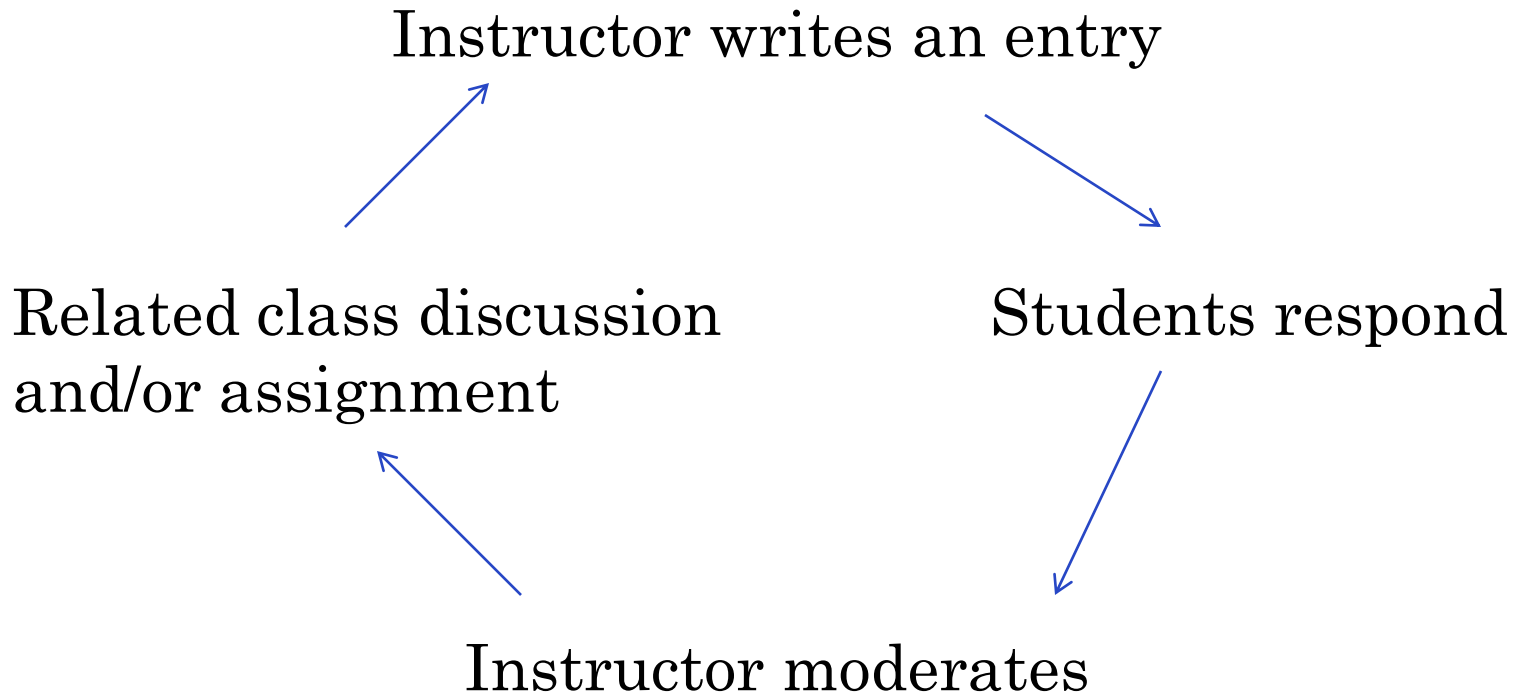 Instructor writes an entry
Related class discussion
and/or assignment
Students respond
Instructor moderates